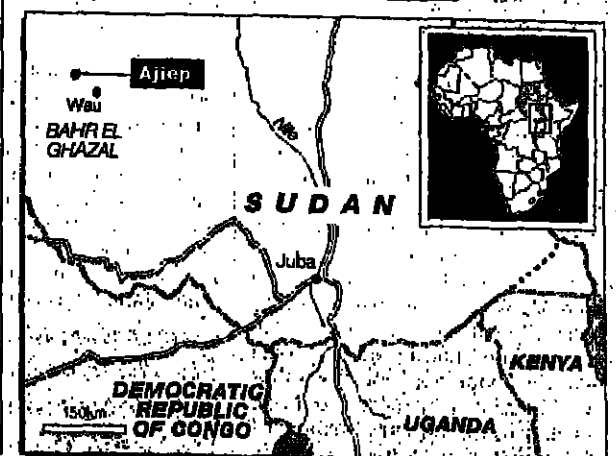 Ajiep
Wau
BAHR EL
GHAZAL
Nile
SUDAN
Juba
KENYA
DEMOCRATIC
REPUBLIC
OF CONGO
150km
UGANDA